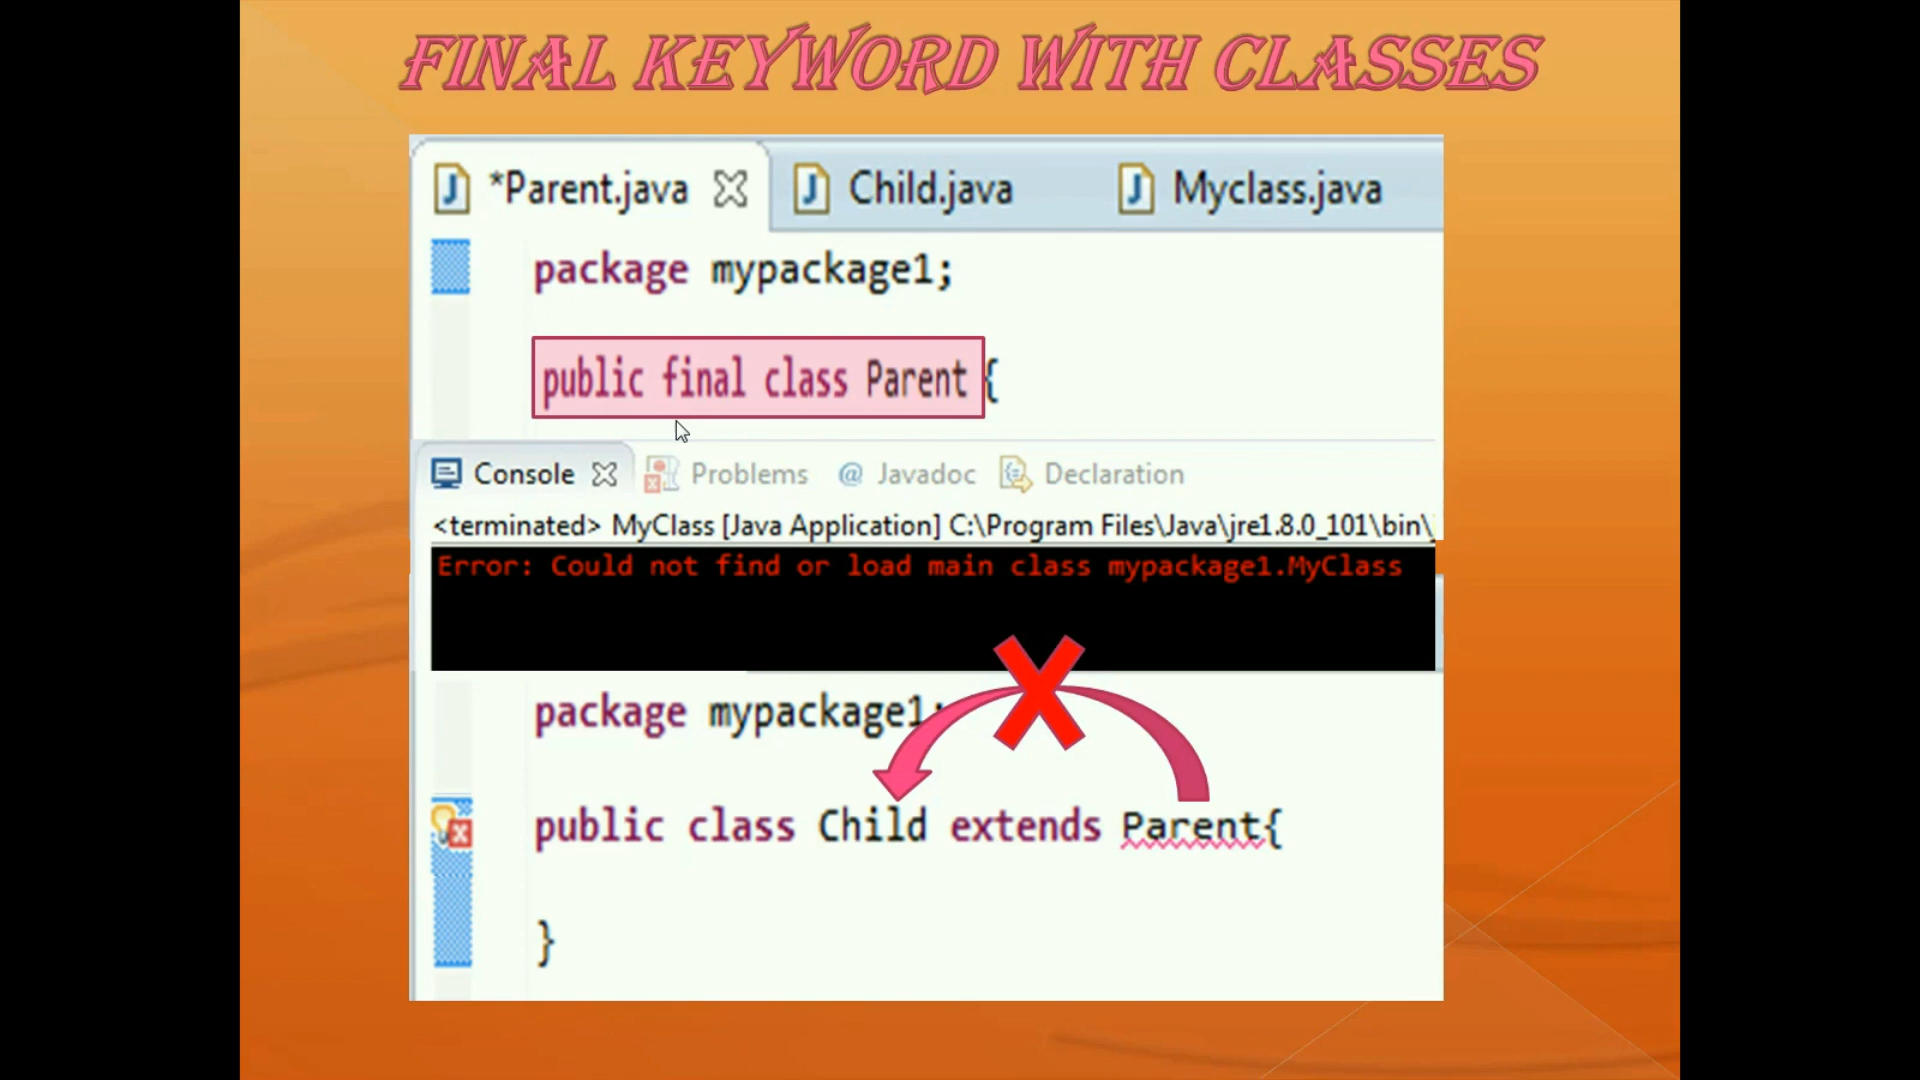 FINAL KEYWORD WITH CLASSES
*Parent.java Child.java Myclass.java
package mypackage1;
public final class Parent {
Console Problems @ Javadoc Declaration
<terminated> MyClass [Java Application] C:\Program Files\Java\jre1.8.0_101\bin\
Error: Could not find or load main class mypackage1.MyClass
package mypackage1;
public class Child extends Parent{
}